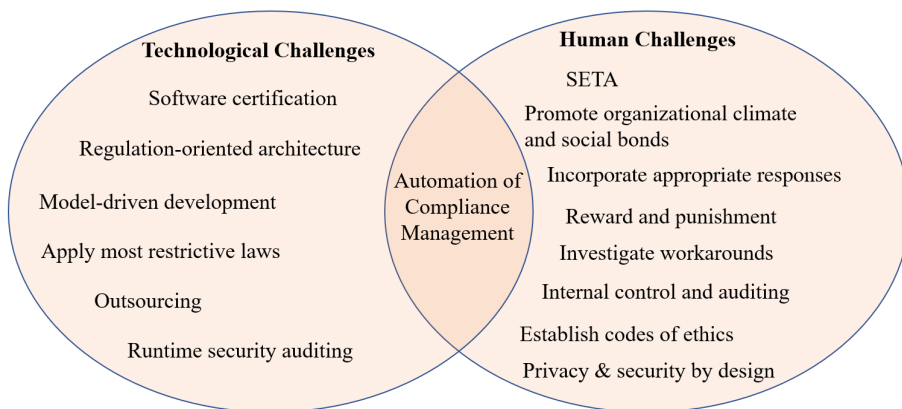 Technological Challenges
Software certification
Regulation-oriented architecture
Model-driven development
Apply most restrictive laws
Outsourcing
Runtime security auditing
Automation of
Compliance
Management
Human Challenges
SETA
Promote organizational climate
and social bonds
Incorporate appropriate responses
Reward and punishment
Investigate workarounds
Internal control and auditing
Establish codes of ethics
Privacy & security by design